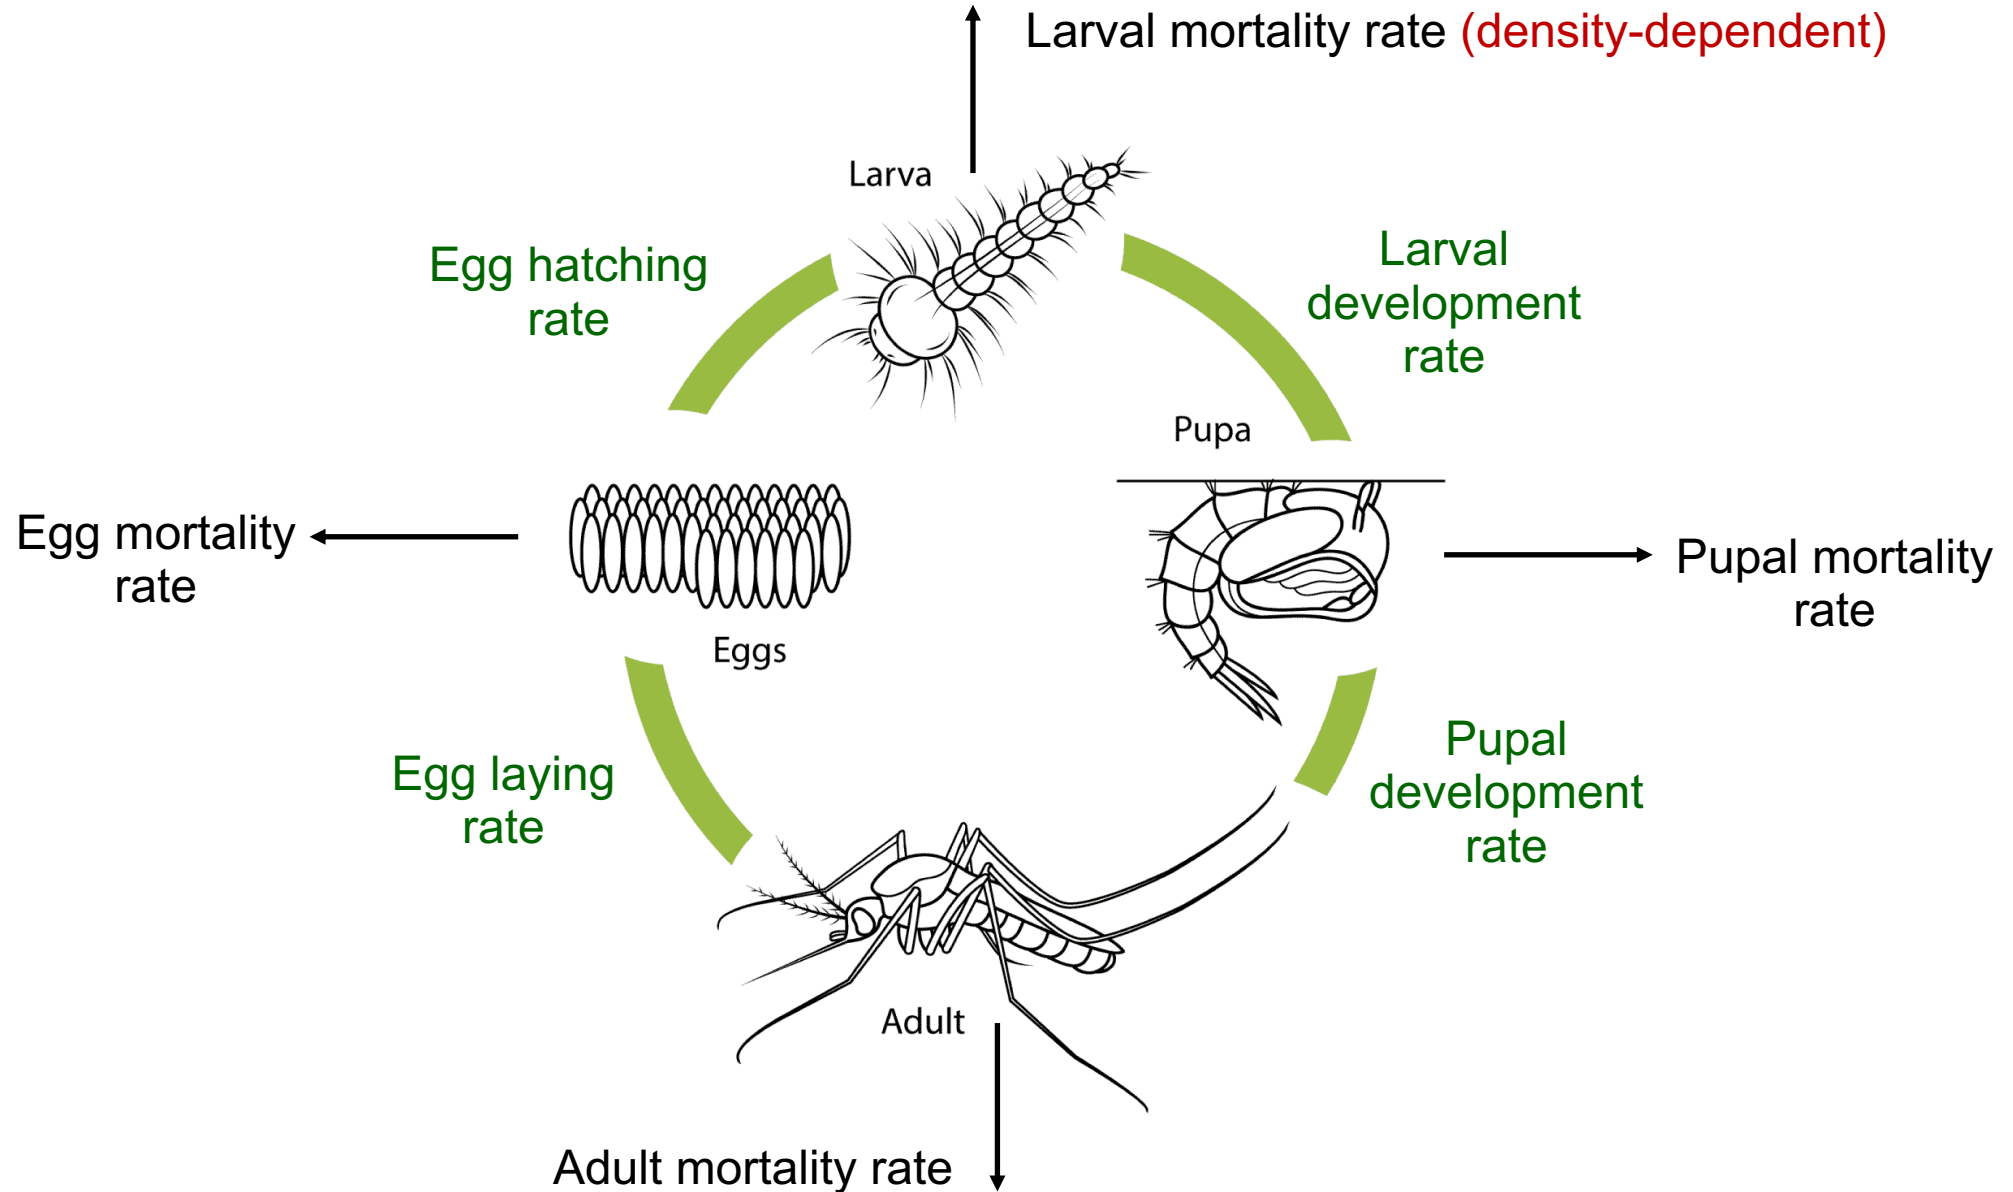 Larval mortality rate (density-dependent)
Larva
Egg hatching
rate
Larval
development
rate
Pupa
Egg mortality
rate
Pupal mortality
rate
Eggs
Egg laying
rate
Pupal
development
rate
Adult
Adult mortality rate